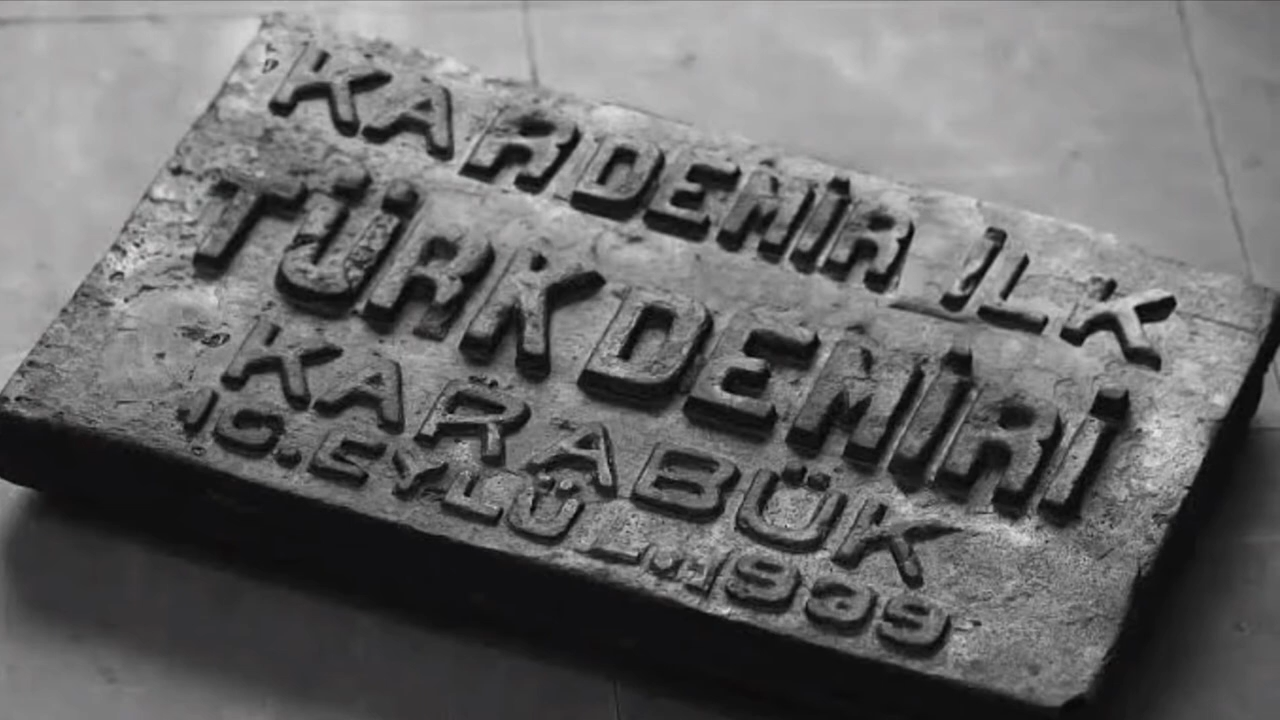 KARDEMİR İLK
TÜRK DEMİRİ
KARABÜK
10.EYLÜL.1939